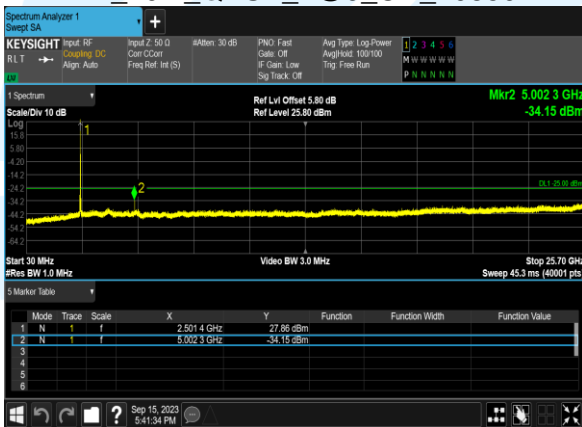 Spectrum Analyzer 1
Swept SA
KEYSIGHT Input: RF Input Z: 50 Ω #Atten: 30 dB PNO: Fast Avg Type: Log-Power 1 2 3 4 5 6
RLT Coupling: DC Corr CCorr Gate: Off Avg|Hold: 100/100 M W W W W W
Align: Auto Freq Ref: Int (S) IF Gain: Low Trig: Free Run
Sig Track: Off P N N N N N
LV
1 Spectrum Ref Lvl Offset 5.80 dB Mkr2 5.002 3 GHz
Scale/Div 10 dB Ref Level 25.80 dBm -34.15 dBm
Log
15.8
5.80
-4.20
-14.2
-24.2
-34.2
-44.2
-54.2
-64.2
1
2
DL1 -25.00 dBm
Start 30 MHz Video BW 3.0 MHz Stop 25.70 GHz
#Res BW 1.0 MHz Sweep 45.3 ms (40001 pts
5 Marker Table
Mode Trace Scale X Y Function Function Width Function Value
1 N 1 f 2.501 4 GHz 27.86 dBm
2 N 1 f 5.002 3 GHz -34.15 dBm
3
4
5
6
? Sep 15, 2023
5:41:34 PM